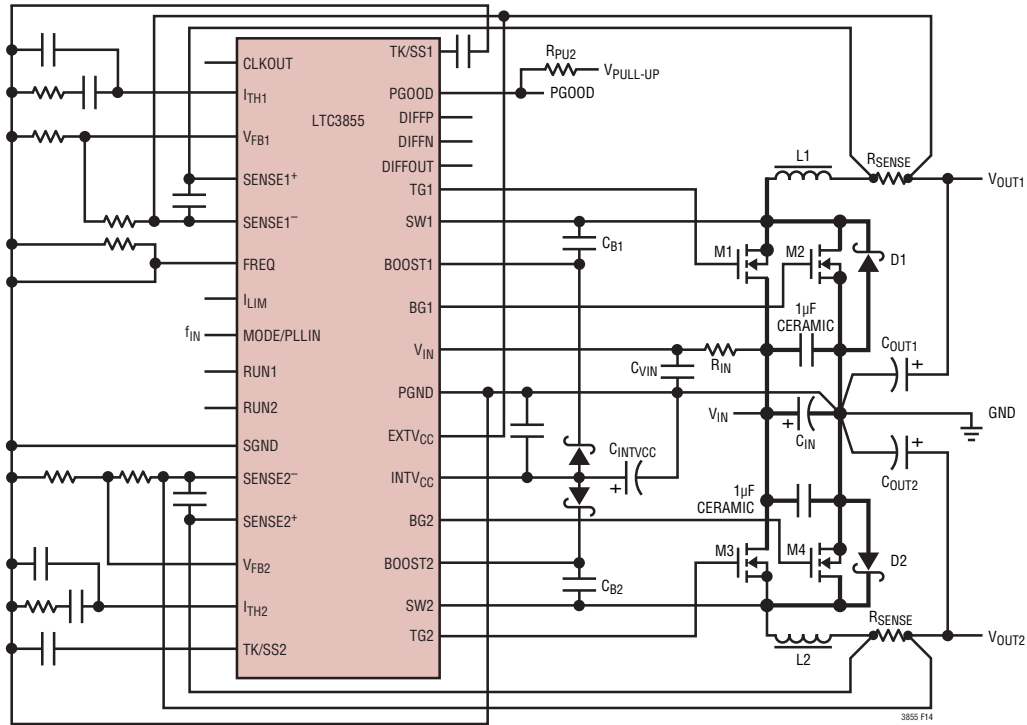 TK/SS1
CLKOUT
RPU2
VPULL-UP
ITH1
PGOOD
PGOOD
LTC3855
DIFFP
VFB1
DIFFN
DIFFOUT
L1
RSENSE
SENSE1+
TG1
VOUT1
SENSE1–
SW1
CB1
M1
M2
D1
FREQ
BOOST1
ILIM
BG1
1µF
CERAMIC
fIN
MODE/PLLIN
VIN
RIN
COUT1
+
CVIN
RUN1
PGND
RUN2
VIN
+
CIN
GND
EXTVCC
SGND
CINTVCC
+
COUT2
+
SENSE2–
INTVCC
1µF
CERAMIC
SENSE2+
BG2
M3
M4
D2
VFB2
BOOST2
CB2
ITH2
SW2
RSENSE
TG2
VOUT2
TK/SS2
L2
3855 F14